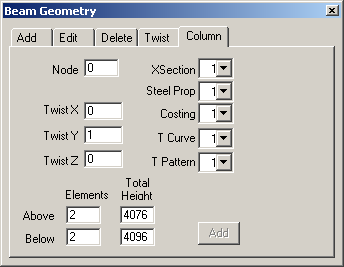 Beam Geometry
Add Edit Delete Twist Column
Node 0 XSection 1
Steel Prop 1
Twist X 0 Costing 1
Twist Y 1 T Curve 1
Twist Z 0 T Pattern 1
Elements Total Height
Above 2 4076
Below 2 4096
Add